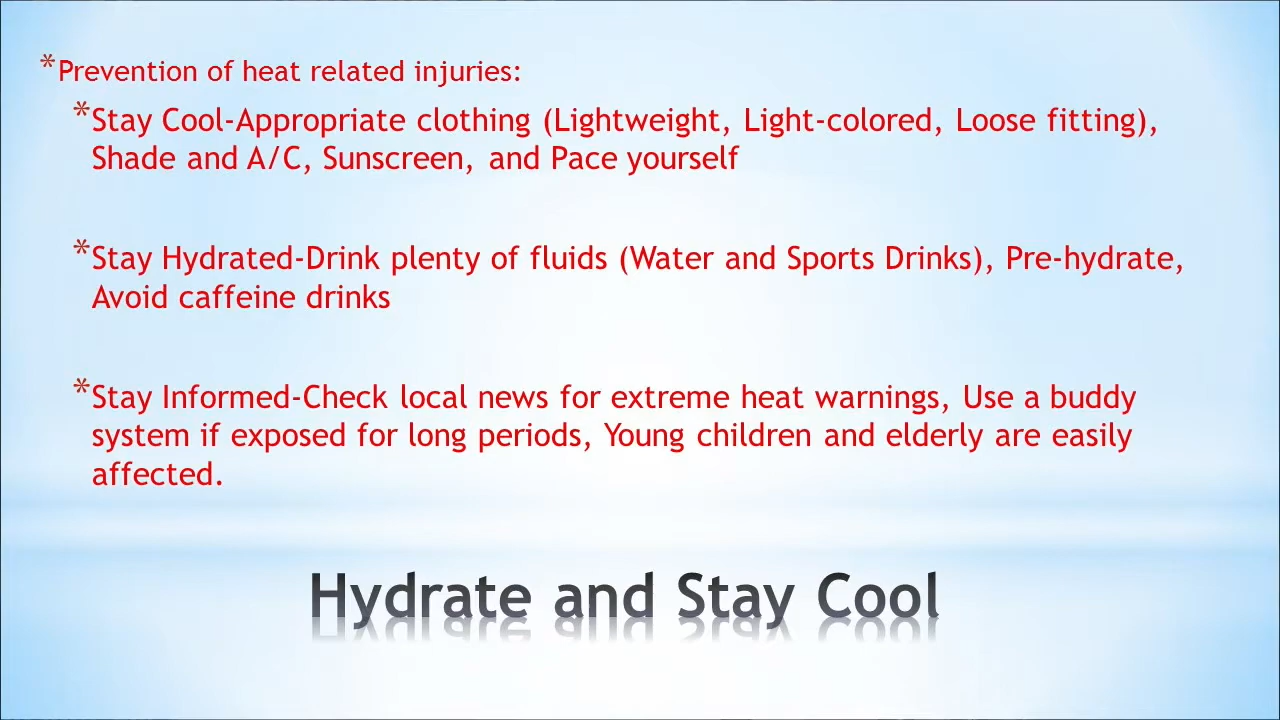 *Prevention of heat related injuries:
*Stay Cool-Appropriate clothing (Lightweight, Light-colored, Loose fitting),
Shade and A/C, Sunscreen, and Pace yourself
*Stay Hydrated-Drink plenty of fluids (Water and Sports Drinks), Pre-hydrate,
Avoid caffeine drinks
*Stay Informed-Check local news for extreme heat warnings, Use a buddy
system if exposed for long periods, Young children and elderly are easily
affected.
Hydrate and Stay Cool